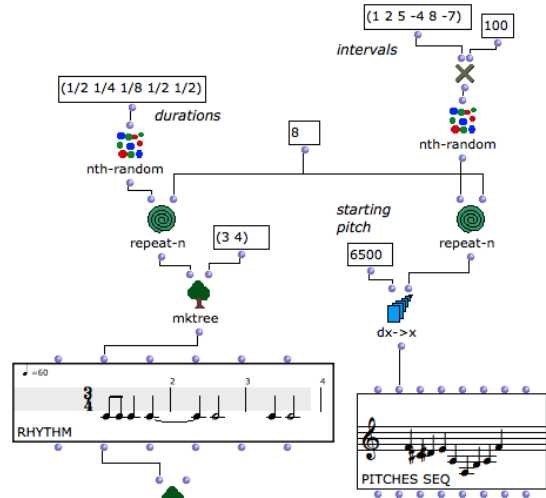 (1 2 5 -4 8 -7)
100
intervals
(1/2 1/4 1/8 1/2 1/2)
durations
8
nth-random
nth-random
starting
pitch
(3 4)
6500
repeat-n
repeat-n
mktree
dx->x
=60
2
3
4
3
4
RHYTHM
PITCHES SEQ